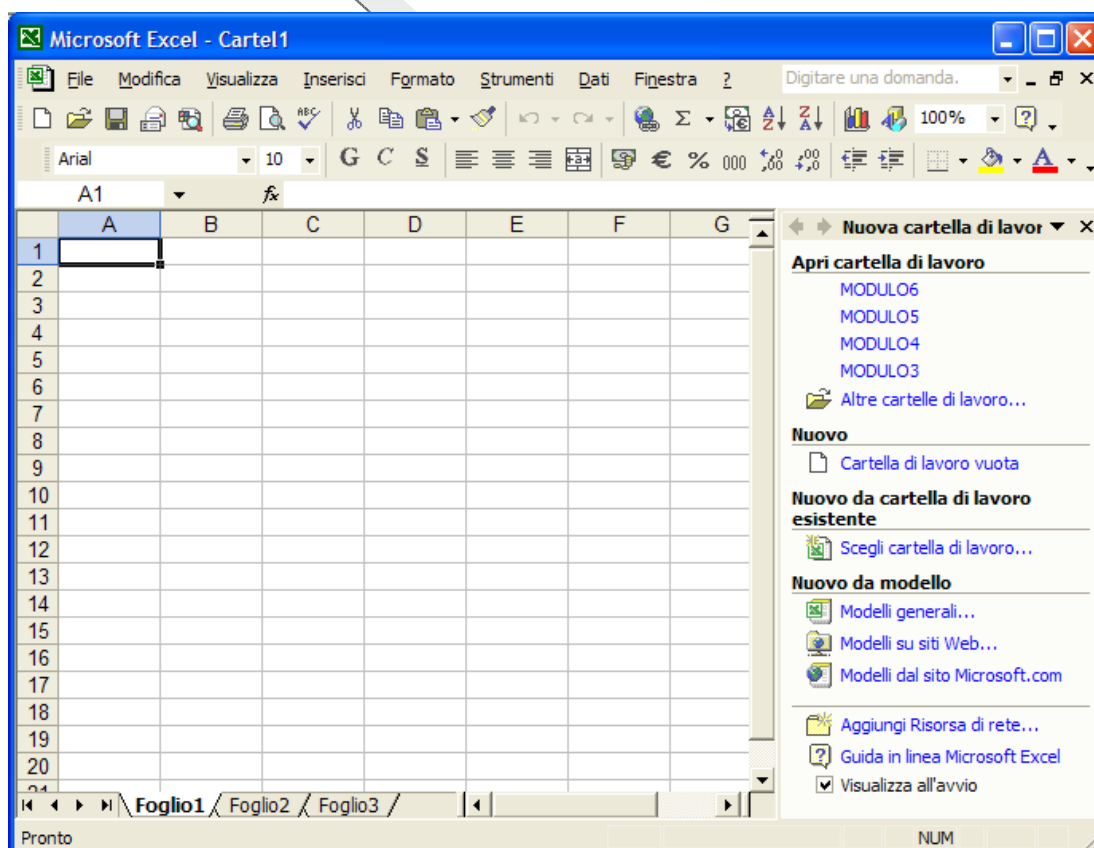 Microsoft Excel - Cartel1
File Modifica Visualizza Inserisci Formato Strumenti Dati Finestra ? Digitare una domanda.
ABC Σ A Z Z A 100% ?
Arial 10 G C S € % 000 ,00 A
A1 fx
A B C D E F G
1
2
3
4
5
6
7
8
9
10
11
12
13
14
15
16
17
18
19
20
21
Foglio1 Foglio2 Foglio3
Pronto NUM
Nuova cartella di lavor
Apri cartella di lavoro
MODULO6
MODULO5
MODULO4
MODULO3
Altre cartelle di lavoro...
Nuovo
Cartella di lavoro vuota
Nuovo da cartella di lavoro
esistente
Scegli cartella di lavoro...
Nuovo da modello
Modelli generali...
Modelli su siti Web...
Modelli dal sito Microsoft.com
Aggiungi Risorsa di rete...
Guida in linea Microsoft Excel
Visualizza all'avvio